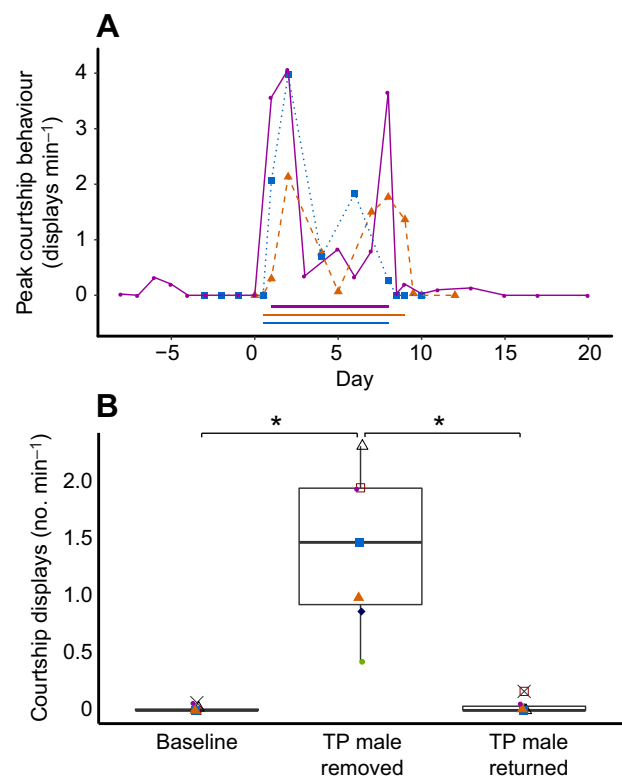 A
Peak courtship behaviour
(displays min⁻¹)
4
3
2
1
0
−5
0
5
10
15
20
Day
B
*
*
Courtship displays (no. min⁻¹)
2.0
1.5
1.0
0.5
0
Baseline
TP male
removed
TP male
returned